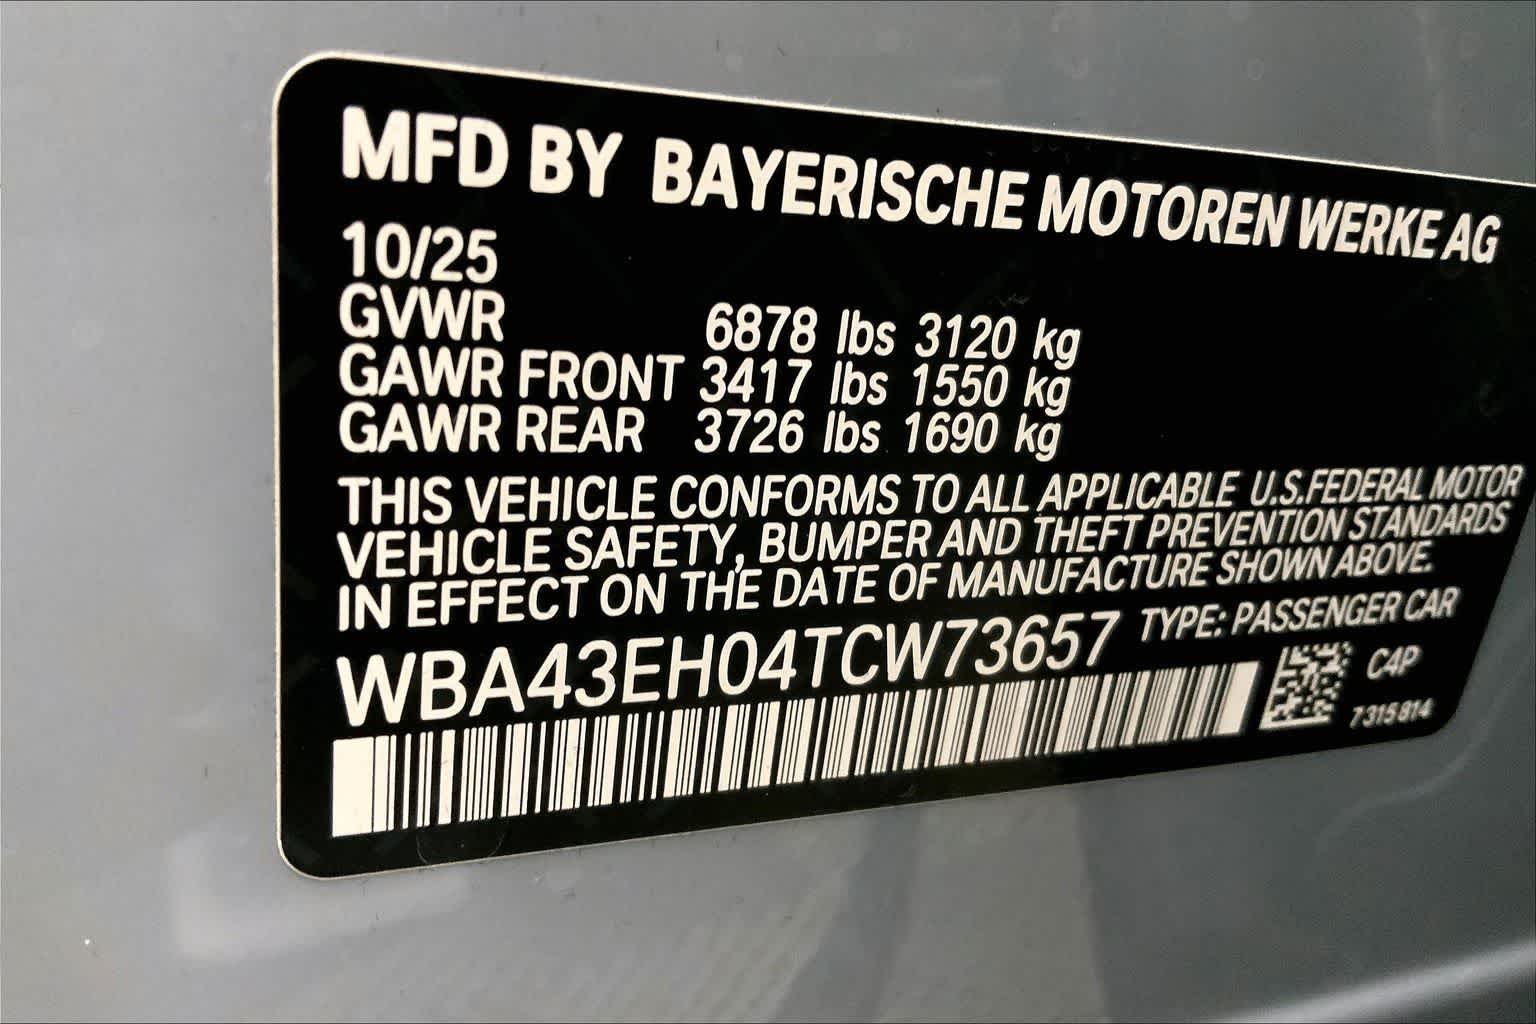 MFD BY BAYERISCHE MOTOREN WERKE AG
10/25
GVWR 6878 lbs 3120 kg
GAWR FRONT 3417 lbs 1550 kg
GAWR REAR 3726 lbs 1690 kg
THIS VEHICLE CONFORMS TO ALL APPLICABLE U.S.FEDERAL MOTOR
VEHICLE SAFETY, BUMPER AND THEFT PREVENTION STANDARDS
IN EFFECT ON THE DATE OF MANUFACTURE SHOWN ABOVE.
WBA43EH04TCW73657 TYPE: PASSENGER CAR
C4P
7315814